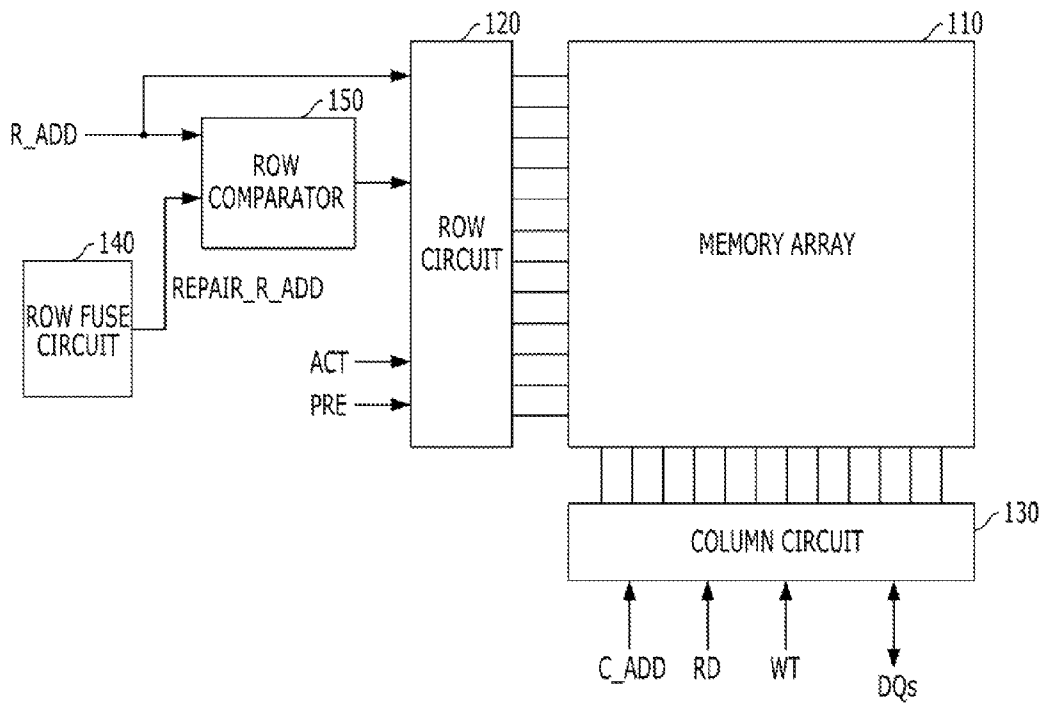 120
110
150
R_ADD
ROW
COMPARATOR
ROW
CIRCUIT
MEMORY ARRAY
140
REPAIR_R_ADD
ROW FUSE
CIRCUIT
ACT
PRE
130
COLUMN CIRCUIT
C_ADD
RD
WT
DQs